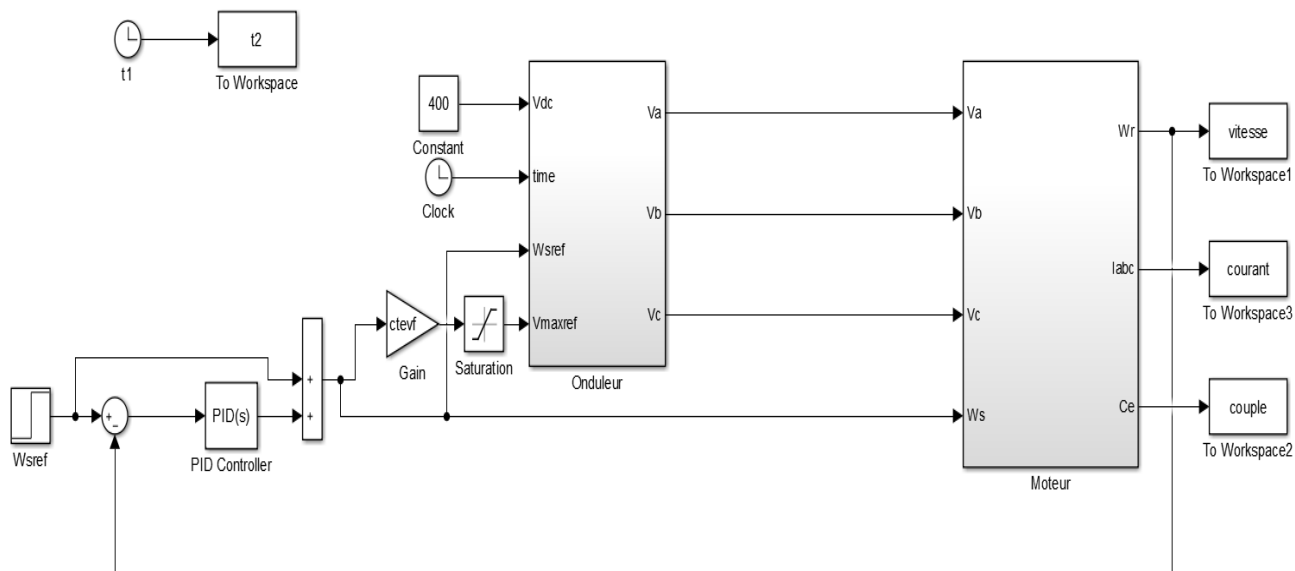 t2
t1
To Workspace
400
Constant
Clock
Vdc
time
Wsref
Vmaxref
Va
Vb
Vc
Onduleur
ctevf
Gain
Saturation
Wsref
+
−
PID(s)
PID Controller
+
+
Va
Vb
Vc
Ws
Wr
Iabc
Ce
Moteur
vitesse
To Workspace1
courant
To Workspace3
couple
To Workspace2